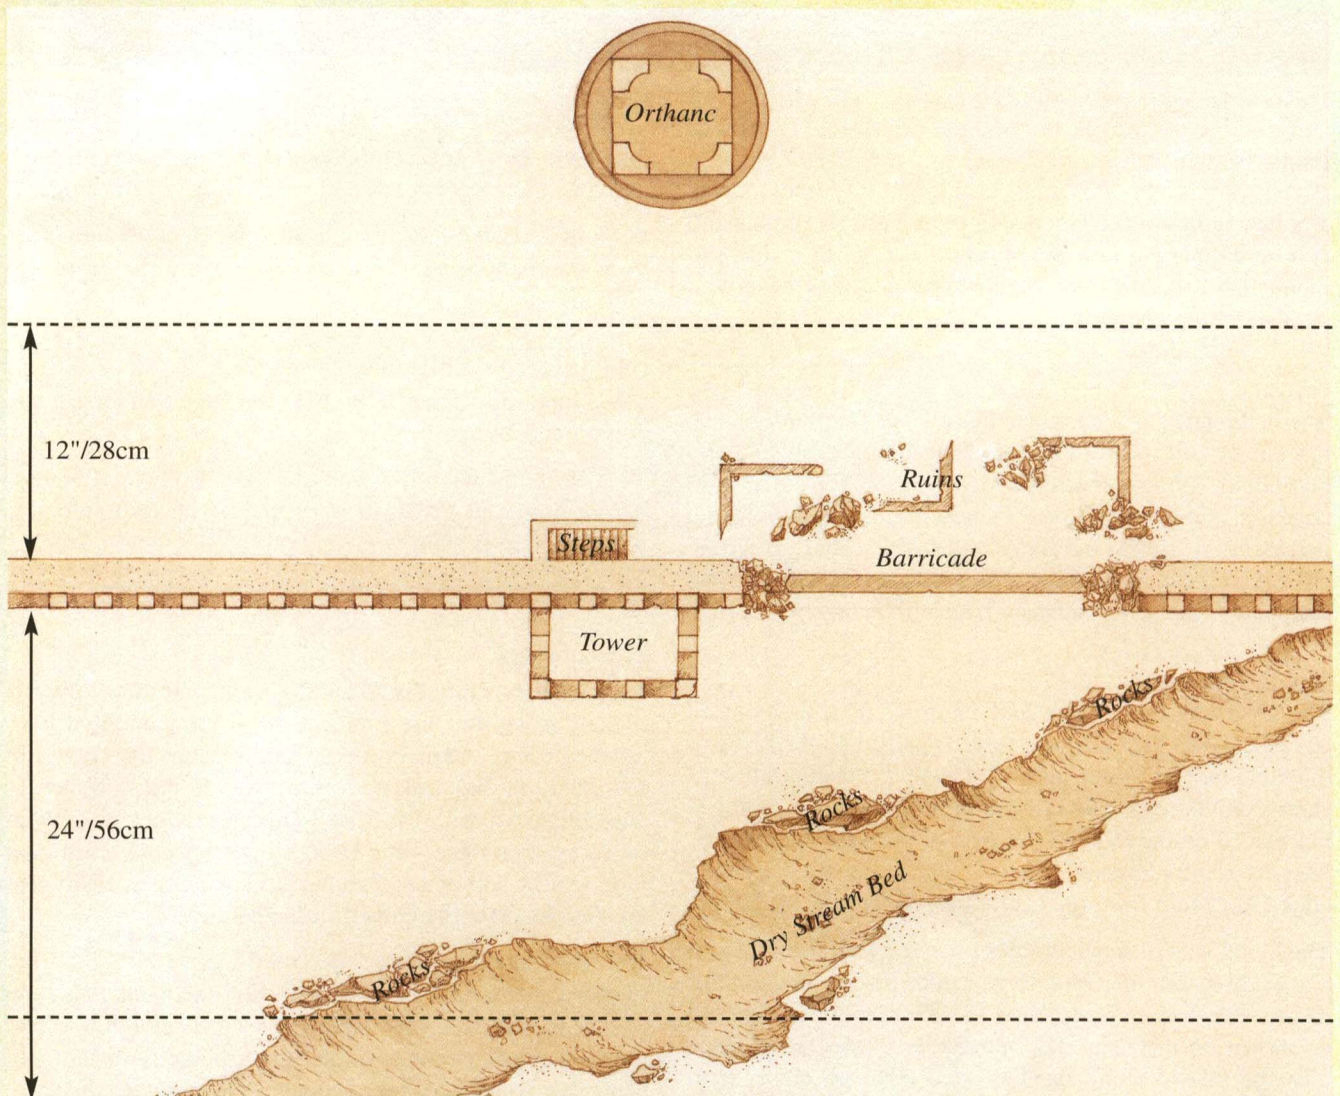 Orthanc
12"/28cm
Ruins
Steps
Barricade
Tower
Rocks
24"/56cm
Rocks
Dry Stream Bed
Rocks